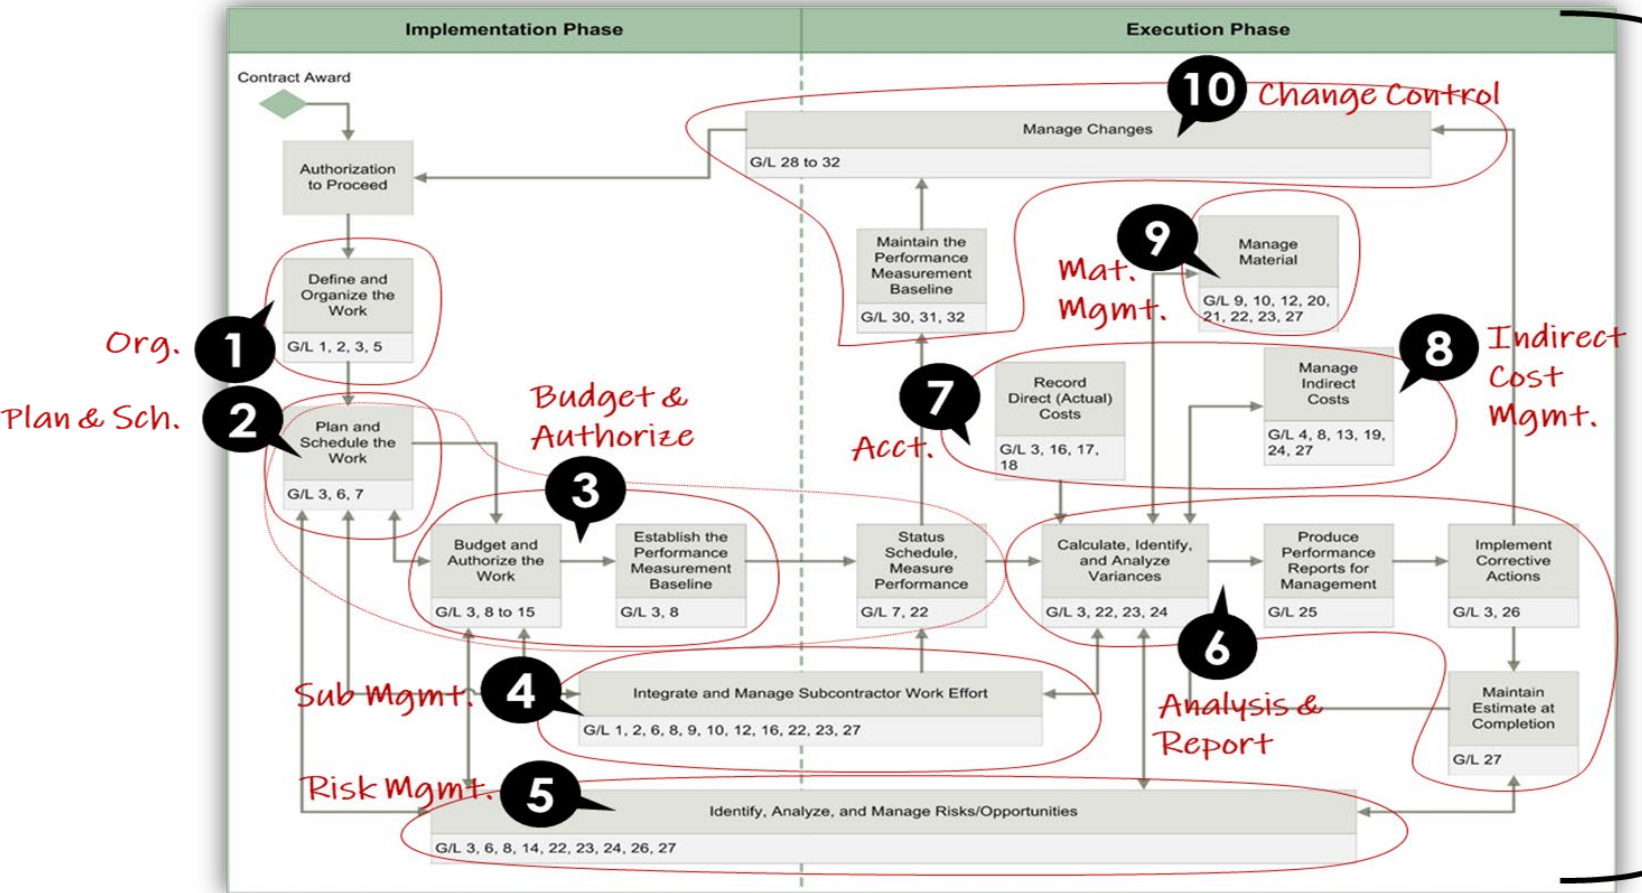 Implementation Phase
Execution Phase
Contract Award
10
Change Control
Manage Changes
G/L 28 to 32
Authorization
to Proceed
9
Mat.
Mgmt.
Manage
Material
G/L 9, 10, 12, 20,
21, 22, 23, 27
Maintain the
Performance
Measurement
Baseline
G/L 30, 31, 32
Define and
Organize the
Work
G/L 1, 2, 3, 5
Org.
1
8
Indirect
Cost
Mgmt.
Manage
Indirect
Costs
G/L 4, 8, 13, 19,
24, 27
7
Acct.
Record
Direct (Actual)
Costs
G/L 3, 16, 17,
18
Plan & Sch.
2
Plan and
Schedule the
Work
G/L 3, 6, 7
Budget &
Authorize
3
Budget and
Authorize the
Work
G/L 3, 8 to 15
Establish the
Performance
Measurement
Baseline
G/L 3, 8
Status
Schedule,
Measure
Performance
G/L 7, 22
Calculate, Identify,
and Analyze
Variances
G/L 3, 22, 23, 24
Produce
Performance
Reports for
Management
G/L 25
Implement
Corrective
Actions
G/L 3, 26
6
Analysis &
Report
Sub Mgmt.
4
Integrate and Manage Subcontractor Work Effort
G/L 1, 2, 6, 8, 9, 10, 12, 16, 22, 23, 27
Maintain
Estimate at
Completion
G/L 27
Risk Mgmt.
5
Identify, Analyze, and Manage Risks/Opportunities
G/L 3, 6, 8, 14, 22, 23, 24, 26, 27